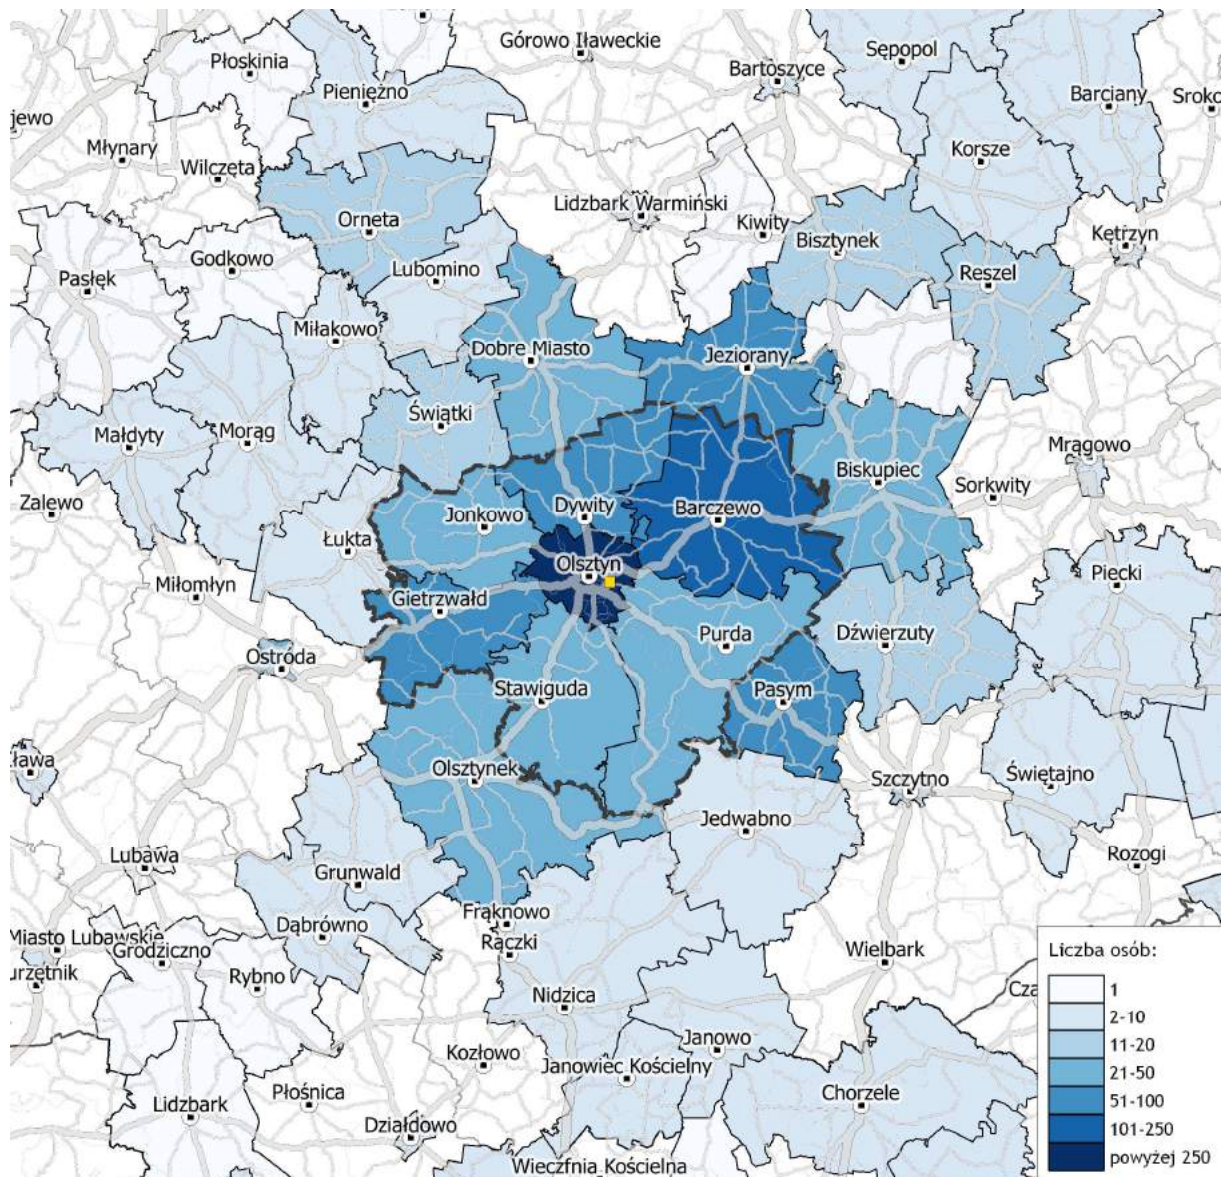 Górowo Iławeckie
Sępopol
Płoskinia
Bartoszyce
Pieniężno
Barciany
Sroko
jewo
Młynary
Korsze
Wilczęta
Lidzbark Warmiński
Orneta
Kiwity
Bisztynek
Kętrzyn
Godkowo
Lubomino
Reszel
Pasłęk
Miłakowo
Dobre Miasto
Jeziorany
Świątki
Małdyty
Morąg
Mrągowo
Biskupiec
Zalewo
Sorkwity
Jonkowo
Dywity
Barczewo
Łukta
Olsztyn
Miłomłyn
Piecki
Gietrzwałd
Purda
Dźwierzuty
Ostróda
Stawiguda
Pasym
ława
Olsztynek
Szczytno
Świętajno
Jedwabno
Lubawa
Rozogi
Grunwald
Frąknowo
Dąbrówno
Miasto Lubawskie
Grodziczno
Rączki
Wielbark
urzętnik
Rybno
Nidzica
Cza
Janowo
Kozłowo
Janowiec Kościelny
Płośnica
Chorzele
Lidzbark
Działdowo
Wieczfnia Kościelna
Liczba osób:
1
2-10
11-20
21-50
51-100
101-250
powyżej 250